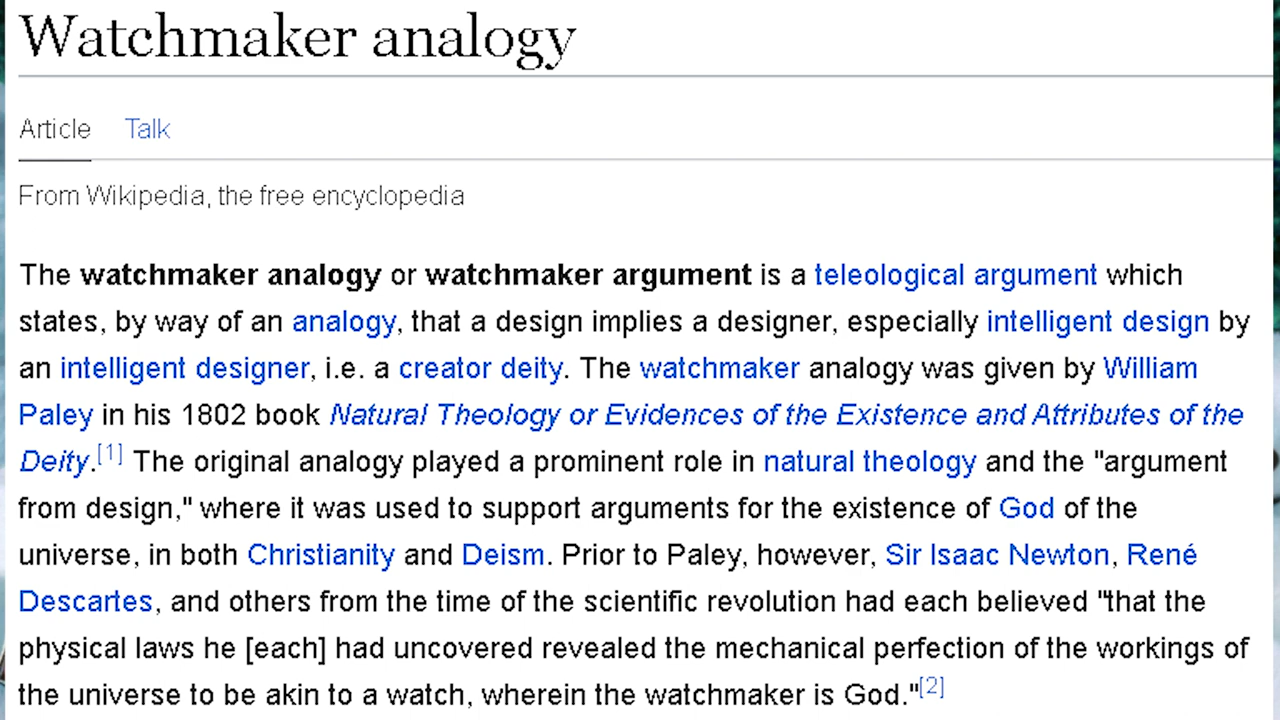 Watchmaker analogy
Article Talk
From Wikipedia, the free encyclopedia
The watchmaker analogy or watchmaker argument is a teleological argument which
states, by way of an analogy, that a design implies a designer, especially intelligent design by
an intelligent designer, i.e. a creator deity. The watchmaker analogy was given by William
Paley in his 1802 book Natural Theology or Evidences of the Existence and Attributes of the
Deity.[1] The original analogy played a prominent role in natural theology and the "argument
from design," where it was used to support arguments for the existence of God of the
universe, in both Christianity and Deism. Prior to Paley, however, Sir Isaac Newton, René
Descartes, and others from the time of the scientific revolution had each believed "that the
physical laws he [each] had uncovered revealed the mechanical perfection of the workings of
the universe to be akin to a watch, wherein the watchmaker is God."[2]